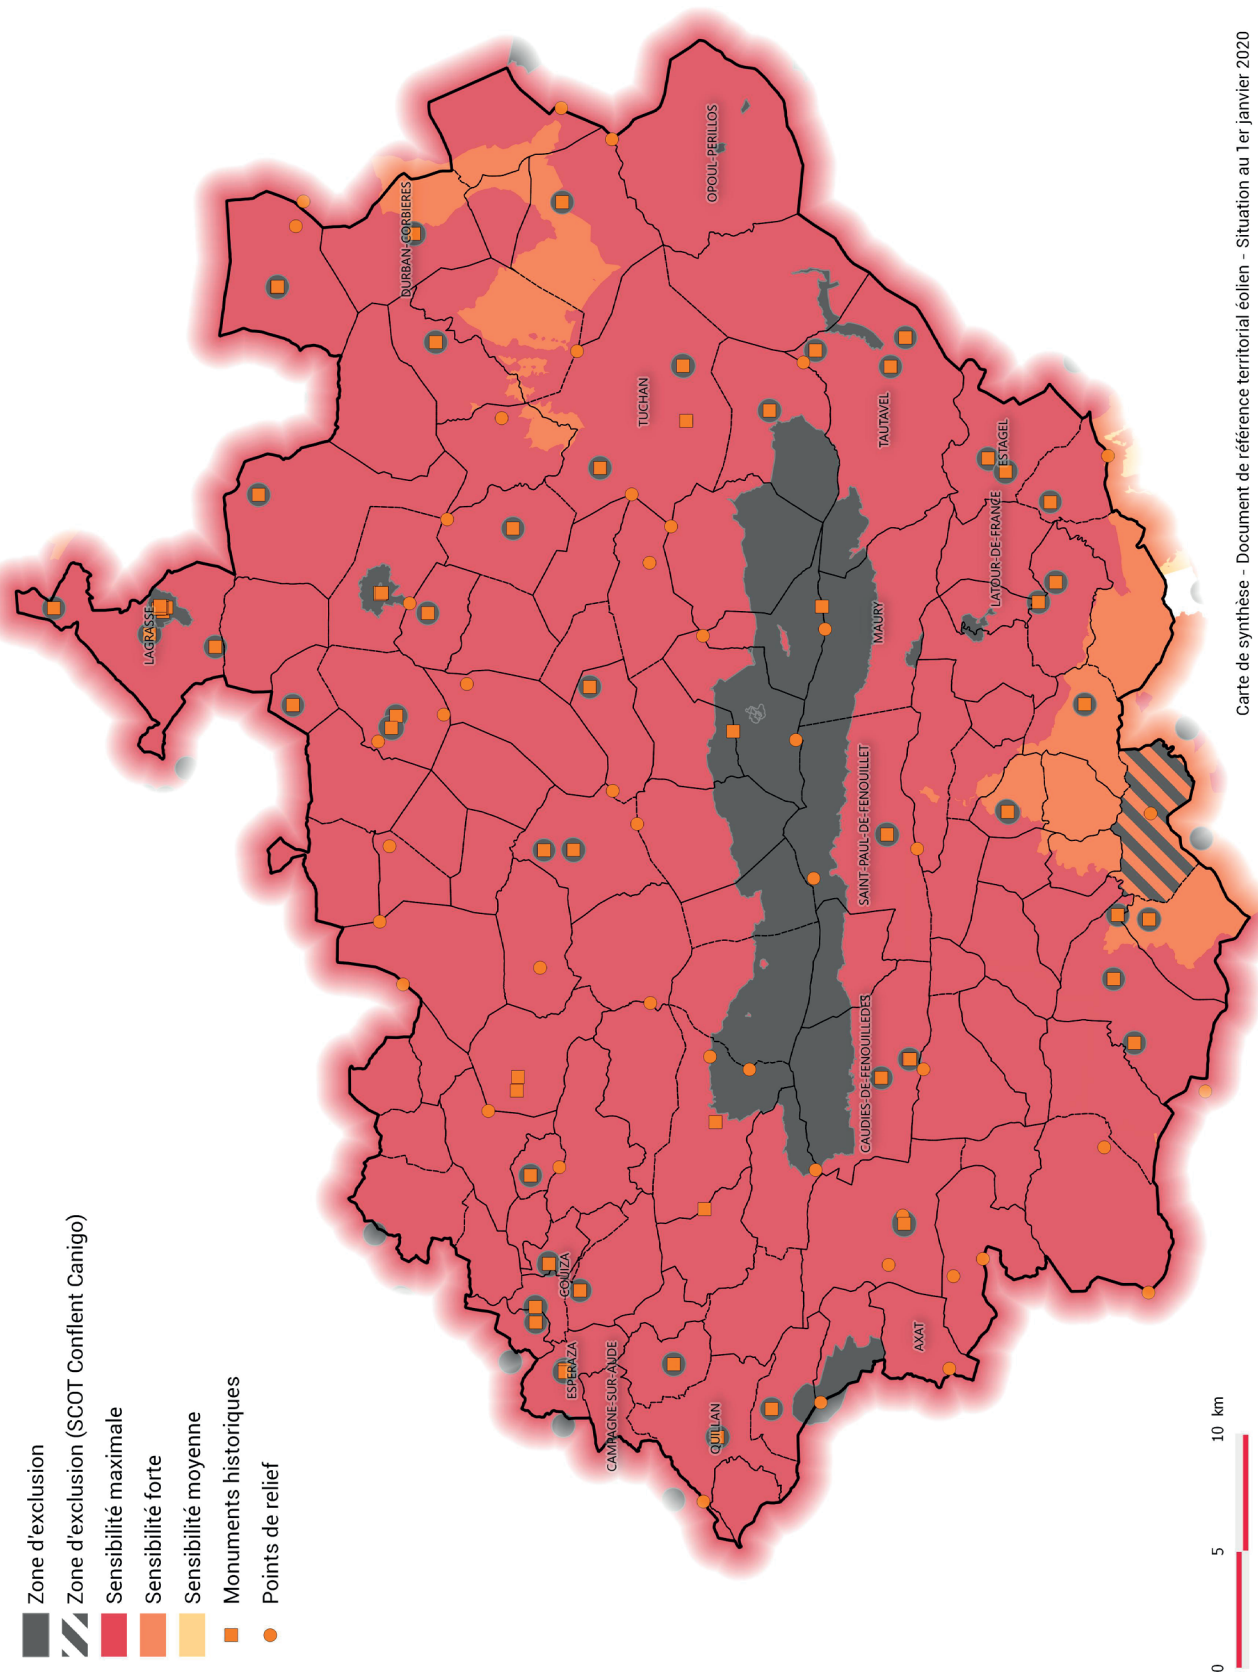 Zone d'exclusion
Zone d'exclusion (SCOT Conflent Canigo)
Sensibilité maximale
Sensibilité forte
Sensibilité moyenne
Monuments historiques
Points de relief
LAGRASSE
DURBAN-CORBIERES
COUIZA
ESPERAZA
CAMPAGNE-SUR-AUDE
TUCHAN
OPOUL-PERILLOS
QUILLAN
SAINT-PAUL-DE-FENOUILLET
CAUDIES-DE-FENOUILLEDES
MAURY
TAUTAVEL
AXAT
LATOUR-DE-FRANCE
ESTAGEL
0 5 10 km
Carte de synthèse - Document de référence territorial éolien - Situation au 1er janvier 2020